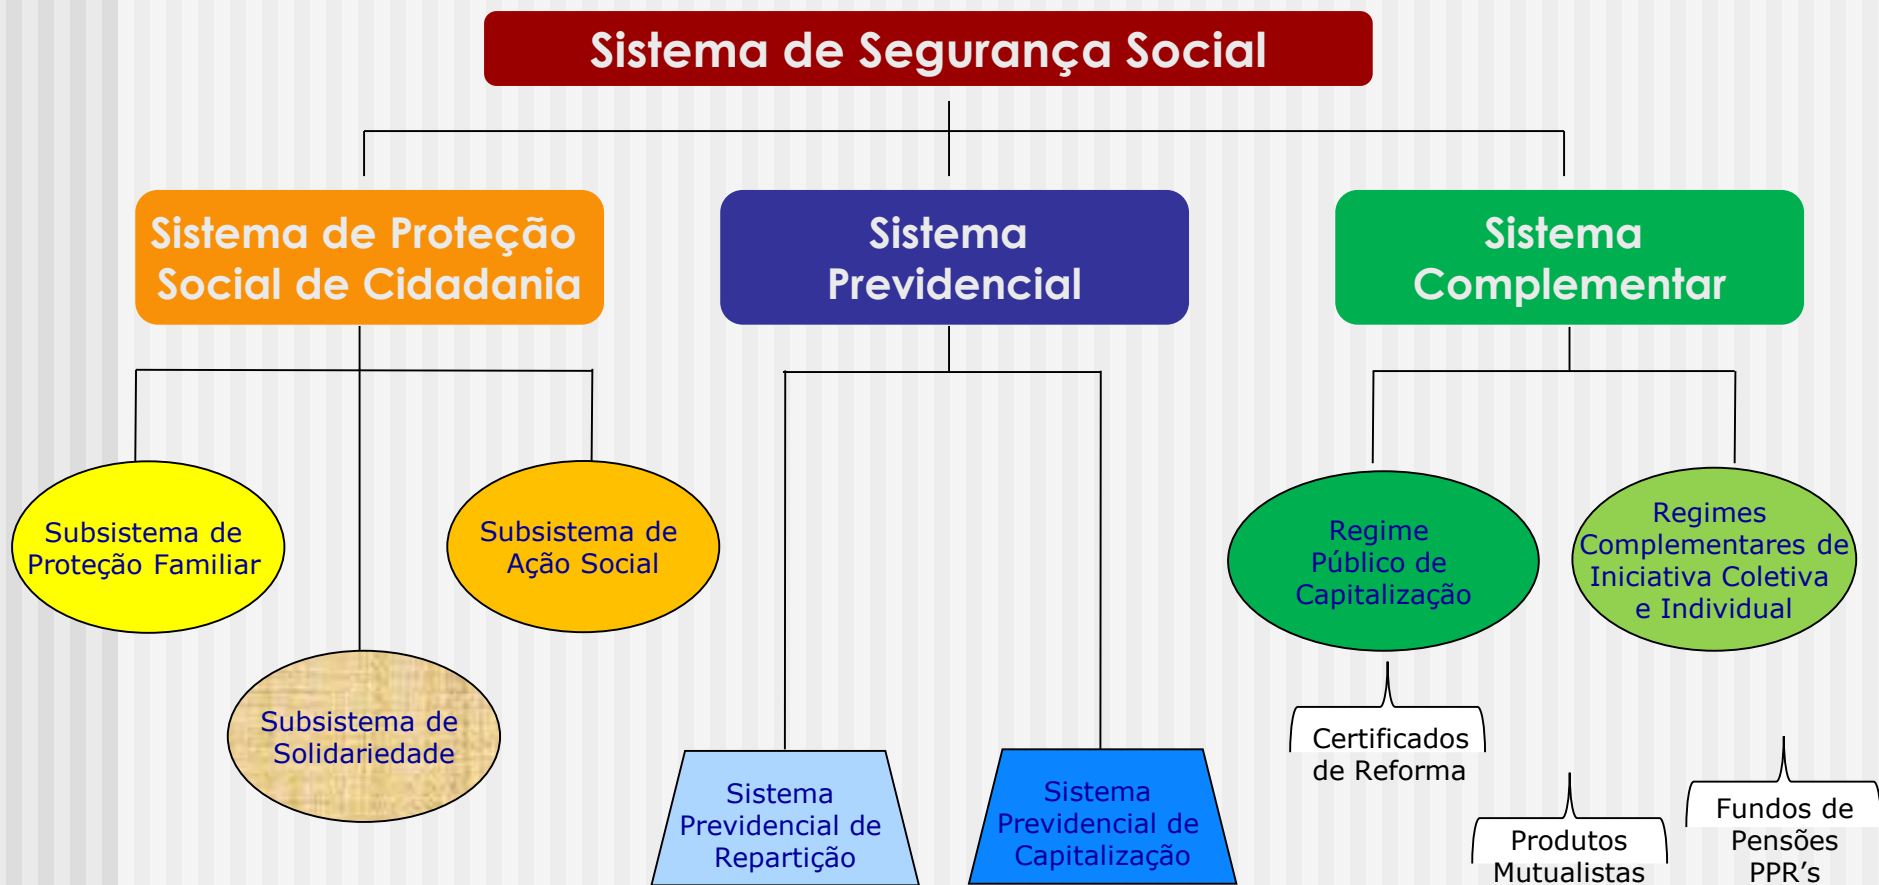 Sistema de Segurança Social
Sistema de Proteção
Social de Cidadania
Sistema
Previdencial
Sistema
Complementar
Subsistema de
Proteção Familiar
Subsistema de
Ação Social
Subsistema de
Solidariedade
Sistema
Previdencial de
Repartição
Sistema
Previdencial de
Capitalização
Regime
Público de
Capitalização
Regimes
Complementares de
Iniciativa Coletiva
e Individual
Certificados
de Reforma
Produtos
Mutualistas
Fundos de
Pensões
PPR's